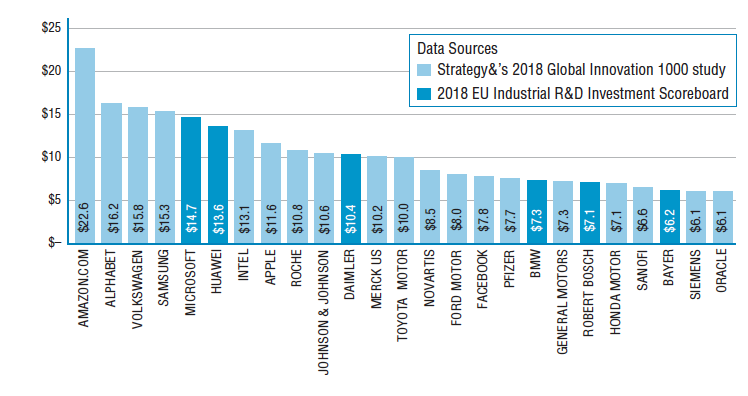 $25
$20
$15
$10
$5
$–
Data Sources
Strategy&’s 2018 Global Innovation 1000 study
2018 EU Industrial R&D Investment Scoreboard
$22.6
$16.2
$15.8
$15.3
$14.7
$13.6
$13.1
$11.6
$10.8
$10.6
$10.4
$10.2
$10.0
$8.5
$8.0
$7.8
$7.7
$7.3
$7.3
$7.1
$7.1
$6.6
$6.2
$6.1
$6.1
AMAZON.COM
ALPHABET
VOLKSWAGEN
SAMSUNG
MICROSOFT
HUAWEI
INTEL
APPLE
ROCHE
JOHNSON & JOHNSON
DAIMLER
MERCK US
TOYOTA MOTOR
NOVARTIS
FORD MOTOR
FACEBOOK
PFIZER
BMW
GENERAL MOTORS
ROBERT BOSCH
HONDA MOTOR
SANOFI
BAYER
SIEMENS
ORACLE